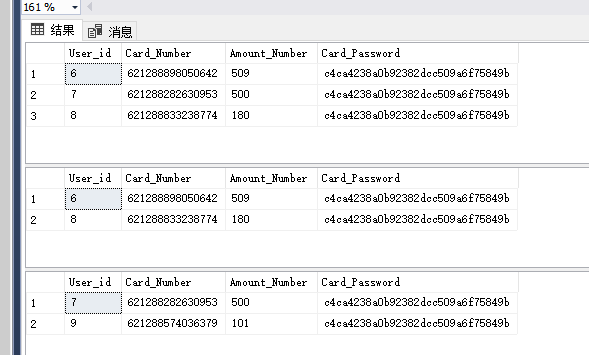 161 %
结果 消息
User_id Card_Number Amount_Number Card_Password
1 6 621288898050642 509 c4ca4238a0b92382dcc509a6f75849b
2 7 621288282630953 500 c4ca4238a0b92382dcc509a6f75849b
3 8 621288833238774 180 c4ca4238a0b92382dcc509a6f75849b
User_id Card_Number Amount_Number Card_Password
1 6 621288898050642 509 c4ca4238a0b92382dcc509a6f75849b
2 8 621288833238774 180 c4ca4238a0b92382dcc509a6f75849b
User_id Card_Number Amount_Number Card_Password
1 7 621288282630953 500 c4ca4238a0b92382dcc509a6f75849b
2 9 621288574036379 101 c4ca4238a0b92382dcc509a6f75849b